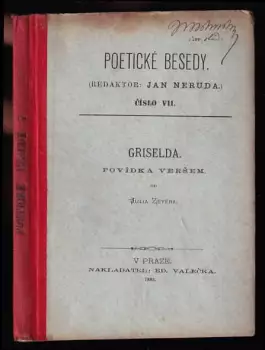 POETICKÉ BESEDY.
(REDAKTOR: JAN NERUDA.)
ČÍSLO VII.
GRISELDA.
POVÍDKA VERŠEM.
OD
JULIA ZEYERA.
V PRAZE.
NAKLADATEL: ED. VALEČKA.